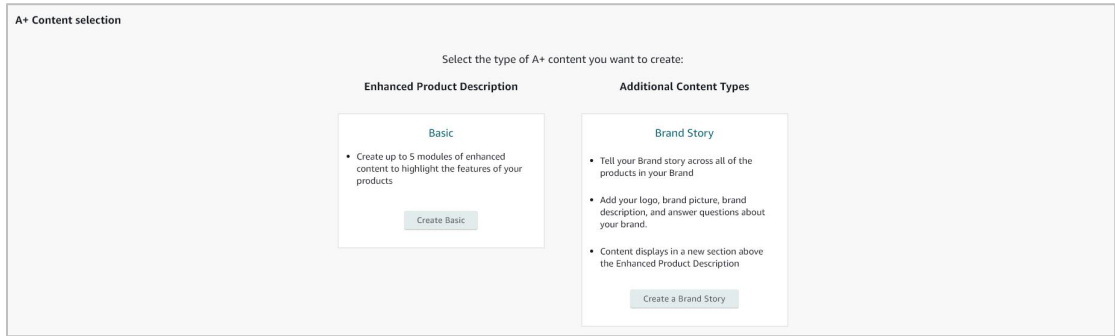 A+ Content selection
Select the type of A+ content you want to create:
Enhanced Product Description
Basic
• Create up to 5 modules of enhanced
content to highlight the features of your
products
Create Basic
Additional Content Types
Brand Story
• Tell your Brand story across all of the
products in your Brand
• Add your logo, brand picture, brand
description, and answer questions about
your brand.
• Content displays in a new section above
the Enhanced Product Description
Create a Brand Story